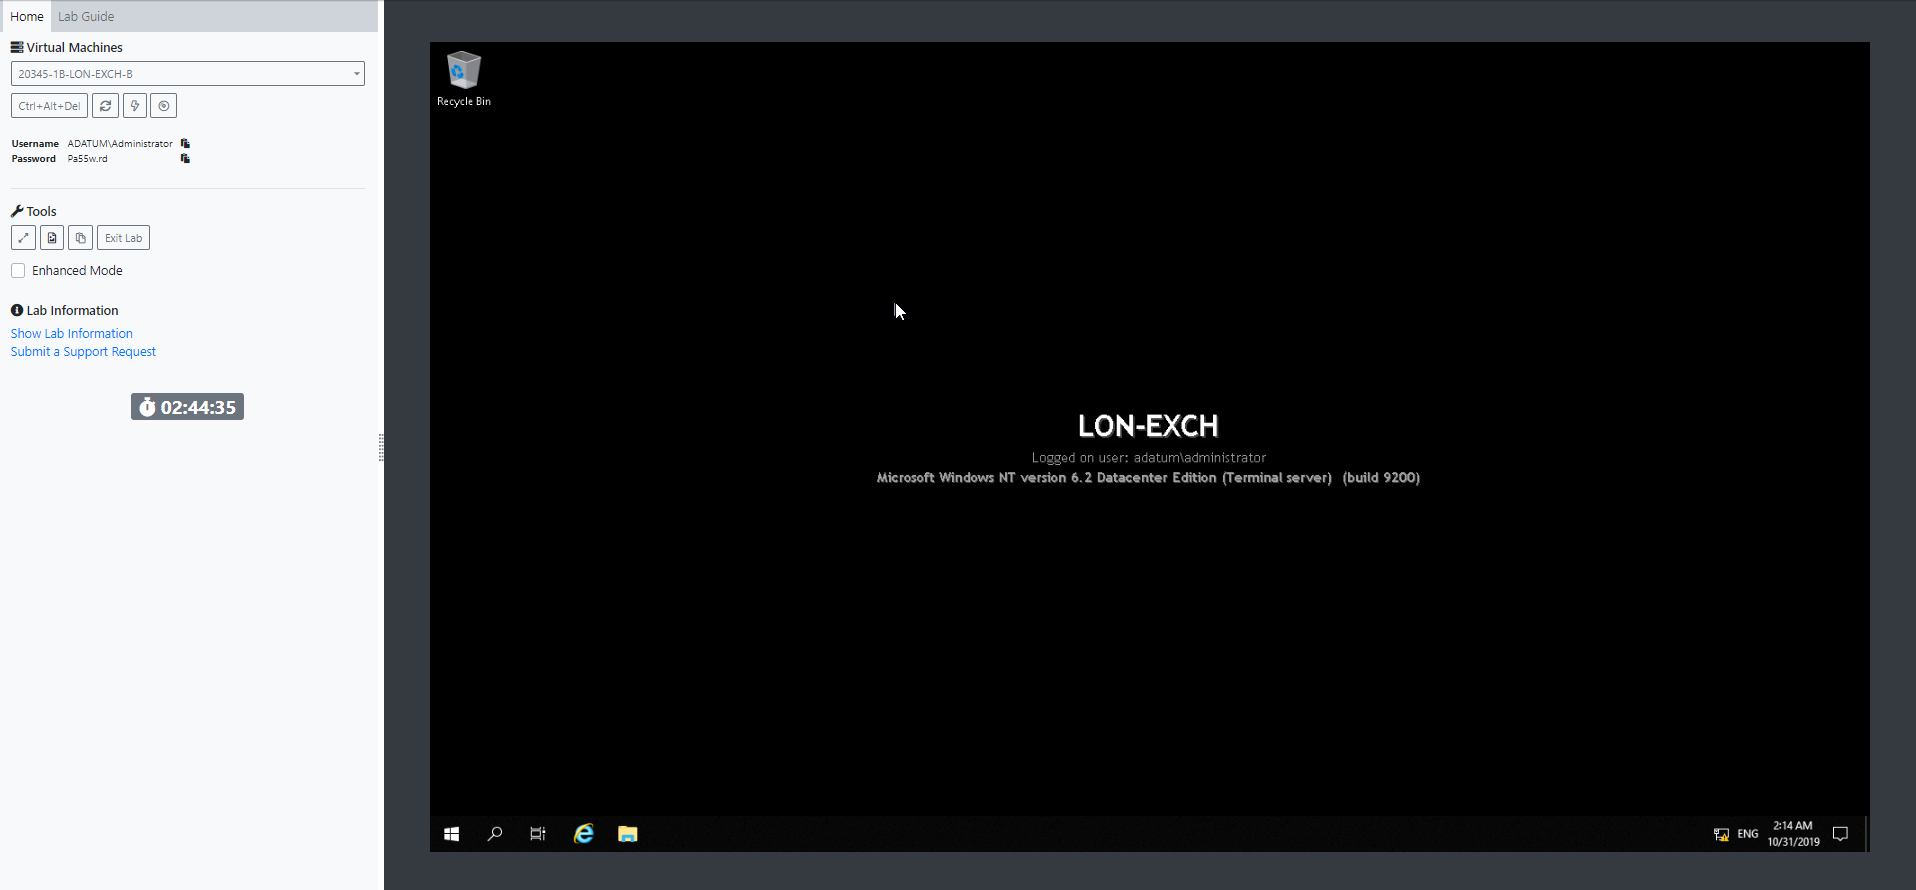 Home Lab Guide
Virtual Machines
20345-1B-LON-EXCH-B
Ctrl+Alt+Del
Username ADATUM\Administrator
Password Pa55w.rd
Tools
Exit Lab
Enhanced Mode
Lab Information
Show Lab Information
Submit a Support Request
02:44:35
Recycle Bin
LON-EXCH
Logged on user: adatum\administrator
Microsoft Windows NT version 6.2 Datacenter Edition (Terminal server) (build 9200)
ENG
2:14 AM
10/31/2019